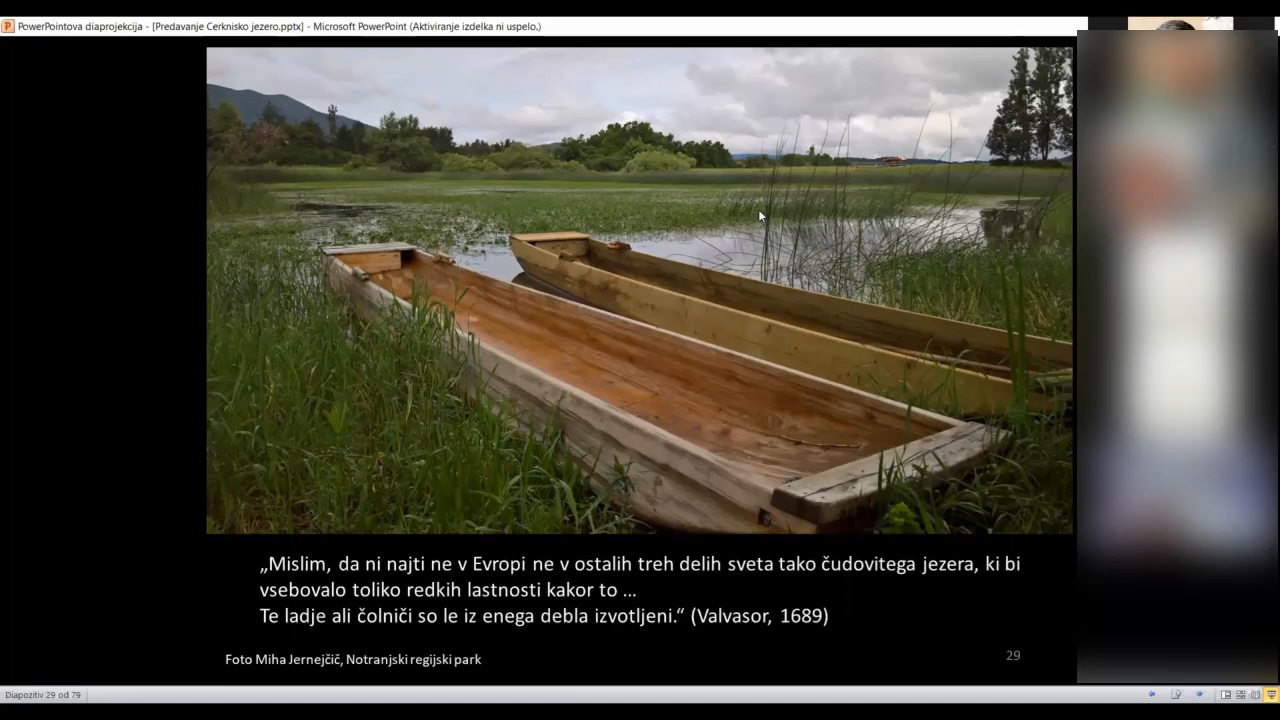 PowerPointova diaprojekcija - [Predavanje Cerknisko jezero.pptx] - Microsoft PowerPoint (Aktiviranje izdelka ni uspelo.)
„Mislim, da ni najti ne v Evropi ne v ostalih treh delih sveta tako čudovitega jezera, ki bi
vsebovalo toliko redkih lastnosti kakor to ...
Te ladje ali čolniči so le iz enega debla izvotljeni.“ (Valvasor, 1689)
Foto Miha Jernejčič, Notranjski regijski park
29
Diapozitiv 29 od 79